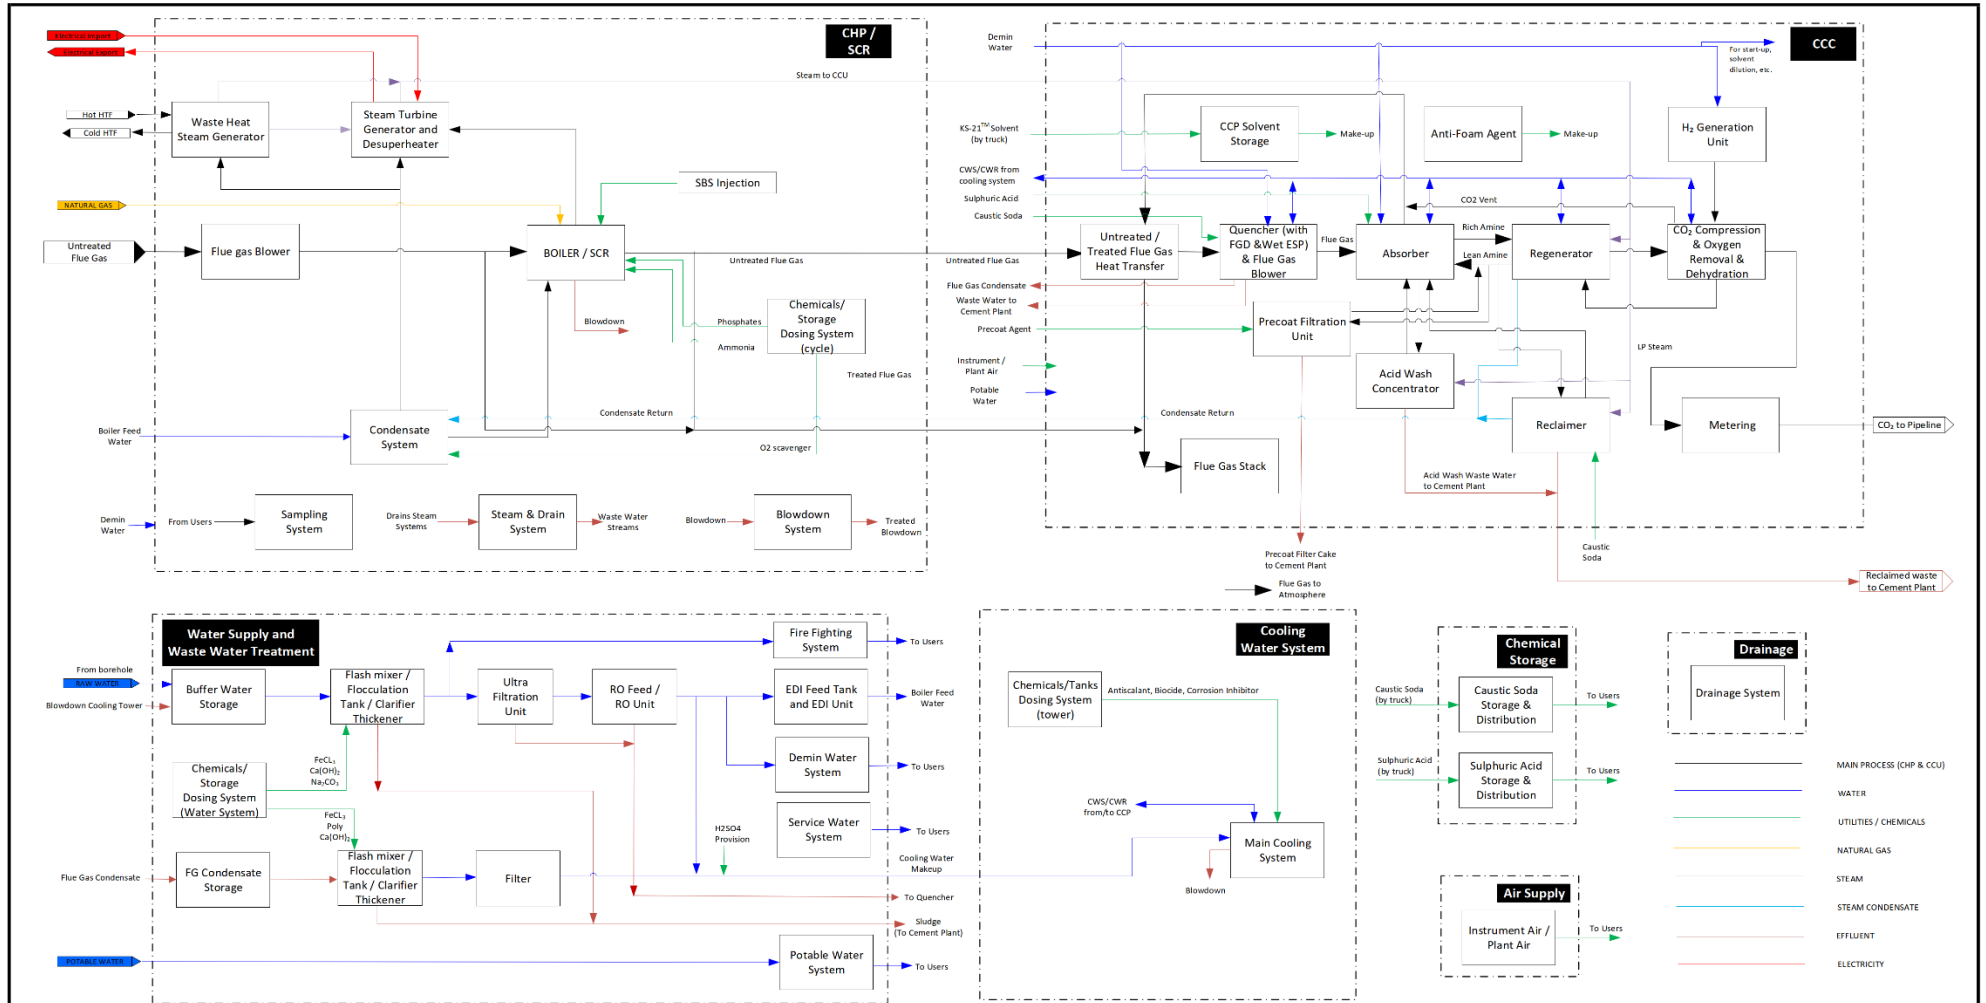 Electrical Import
Electrical Export
CHP /
SCR
Steam to CCU
Hot HTF
Cold HTF
Waste Heat
Steam Generator
Steam Turbine
Generator and
Desuperheater
SBS Injection
NATURAL GAS
Untreated
Flue Gas
Flue gas Blower
BOILER / SCR
Untreated Flue Gas
Blowdown
Phosphates
Ammonia
Chemicals/
Storage
Dosing System
(cycle)
Treated Flue Gas
Condensate Return
Boiler Feed
Water
Condensate
System
O2 scavenger
Demin
Water
From Users
Sampling
System
Drains Steam
Systems
Steam & Drain
System
Waste Water
Streams
Blowdown
Blowdown
System
Treated
Blowdown
CCC
Demin
Water
For start-up,
solvent
dilution, etc.
KS-21™ Solvent
(by truck)
CCP Solvent
Storage
Make-up
Anti-Foam Agent
Make-up
H₂ Generation
Unit
CWS/CWR from
cooling system
Sulphuric Acid
Caustic Soda
CO2 Vent
Untreated Flue Gas
Untreated /
Treated Flue Gas
Heat Transfer
Quencher (with
FGD &Wet ESP)
& Flue Gas
Blower
Flue Gas
Absorber
Rich Amine
Lean Amine
Regenerator
CO₂ Compression
& Oxygen
Removal &
Dehydration
Flue Gas Condensate
Waste Water to
Cement Plant
Precoat Agent
Precoat Filtration
Unit
Instrument /
Plant Air
Potable
Water
LP Steam
Acid Wash
Concentrator
Condensate Return
Reclaimer
Metering
CO₂ to Pipeline
Flue Gas Stack
Acid Wash Waste Water
to Cement Plant
Precoat Filter Cake
to Cement Plant
Caustic
Soda
Flue Gas to
Atmosphere
Reclaimed waste
to Cement Plant
Water Supply and
Waste Water Treatment
Fire Fighting
System
To Users
From borehole
RAW WATER
Blowdown Cooling Tower
Buffer Water
Storage
Flash mixer /
Flocculation
Tank / Clarifier
Thickener
Ultra
Filtration
Unit
RO Feed /
RO Unit
EDI Feed Tank
and EDI Unit
Boiler Feed
Water
Chemicals/
Storage
Dosing System
(Water System)
FeCL₃
Ca(OH)₂
Na₂CO₃
FeCL₃
Poly
Ca(OH)₂
Demin Water
System
To Users
H2SO4
Provision
Service Water
System
To Users
Flue Gas Condensate
FG Condensate
Storage
Flash mixer /
Flocculation
Tank / Clarifier
Thickener
Filter
Cooling Water
Makeup
To Quencher
Sludge
(To Cement Plant)
POTABLE WATER
Potable Water
System
To Users
Cooling
Water System
Chemicals/Tanks
Dosing System
(tower)
Antiscalant, Biocide, Corrosion Inhibitor
CWS/CWR
from/to CCP
Main Cooling
System
Blowdown
Chemical
Storage
Caustic Soda
(by truck)
Caustic Soda
Storage &
Distribution
To Users
Sulphuric Acid
(by truck)
Sulphuric Acid
Storage &
Distribution
To Users
Air Supply
Instrument Air /
Plant Air
To Users
Drainage
Drainage System
MAIN PROCESS (CHP & CCU)
WATER
UTILITIES / CHEMICALS
NATURAL GAS
STEAM
STEAM CONDENSATE
EFFLUENT
ELECTRICITY